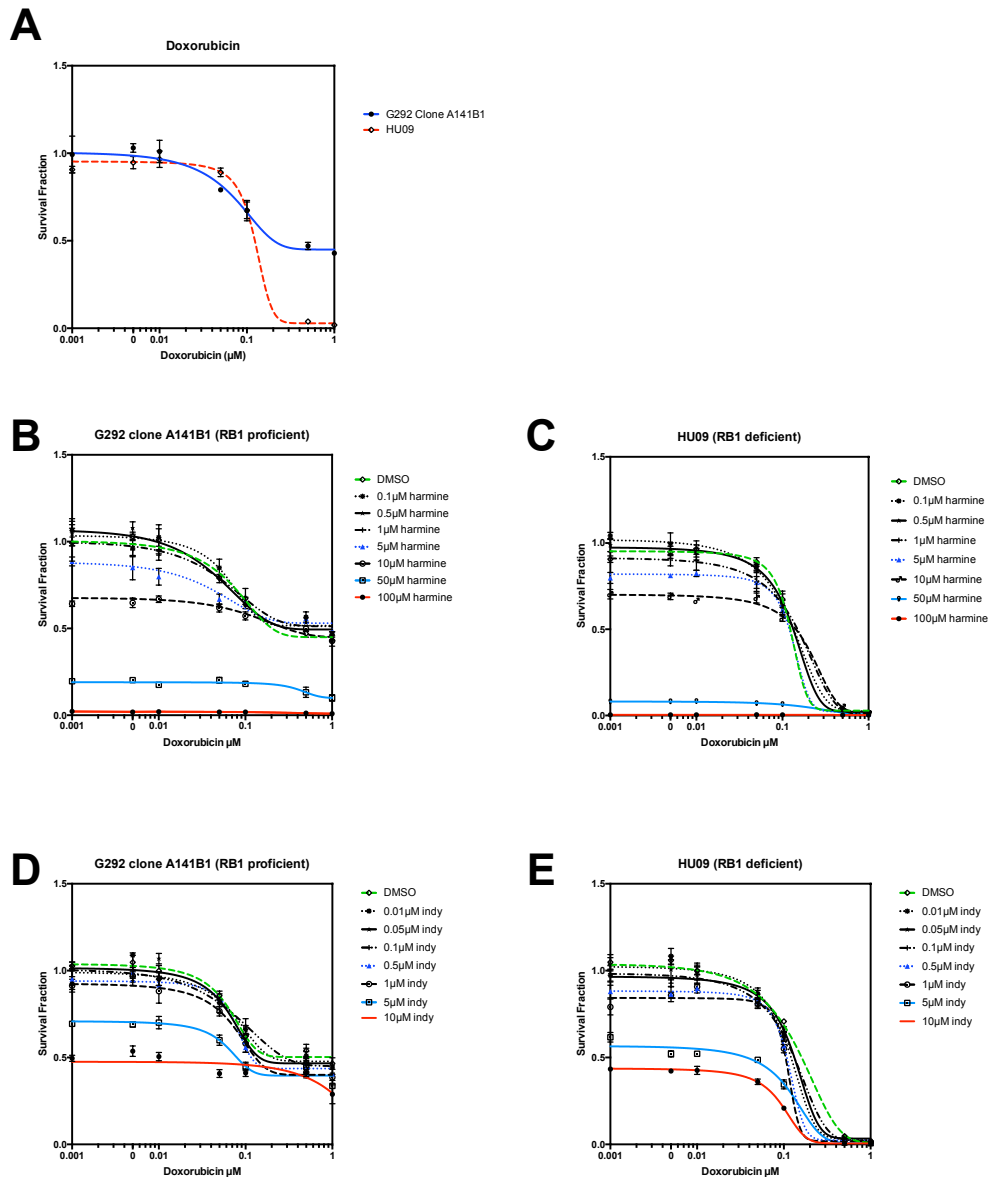 A
Doxorubicin
1.5
1.0
0.5
0.0
Survival Fraction
0.001
0
0.01
0.1
1
Doxorubicin (µM)
G292 Clone A141B1
HU09
B
G292 clone A141B1 (RB1 proficient)
1.5
1.0
0.5
0.0
Survival Fraction
0.001
0
0.01
0.1
1
Doxorubicin µM
DMSO
0.1µM harmine
0.5µM harmine
1µM harmine
5µM harmine
10µM harmine
50µM harmine
100µM harmine
C
HU09 (RB1 deficient)
1.5
1.0
0.5
0.0
Survival Fraction
0.001
0
0.01
0.1
1
Doxorubicin µM
DMSO
0.1µM harmine
0.5µM harmine
1µM harmine
5µM harmine
10µM harmine
50µM harmine
100µM harmine
D
G292 clone A141B1 (RB1 proficient)
1.5
1.0
0.5
0.0
Survival Fraction
0.001
0
0.01
0.1
1
Doxorubicin µM
DMSO
0.01µM indy
0.05µM indy
0.1µM indy
0.5µM indy
1µM indy
5µM indy
10µM indy
E
HU09 (RB1 deficient)
1.5
1.0
0.5
0.0
Survival Fraction
0.001
0
0.01
0.1
1
Doxorubicin µM
DMSO
0.01µM indy
0.05µM indy
0.1µM indy
0.5µM indy
1µM indy
5µM indy
10µM indy